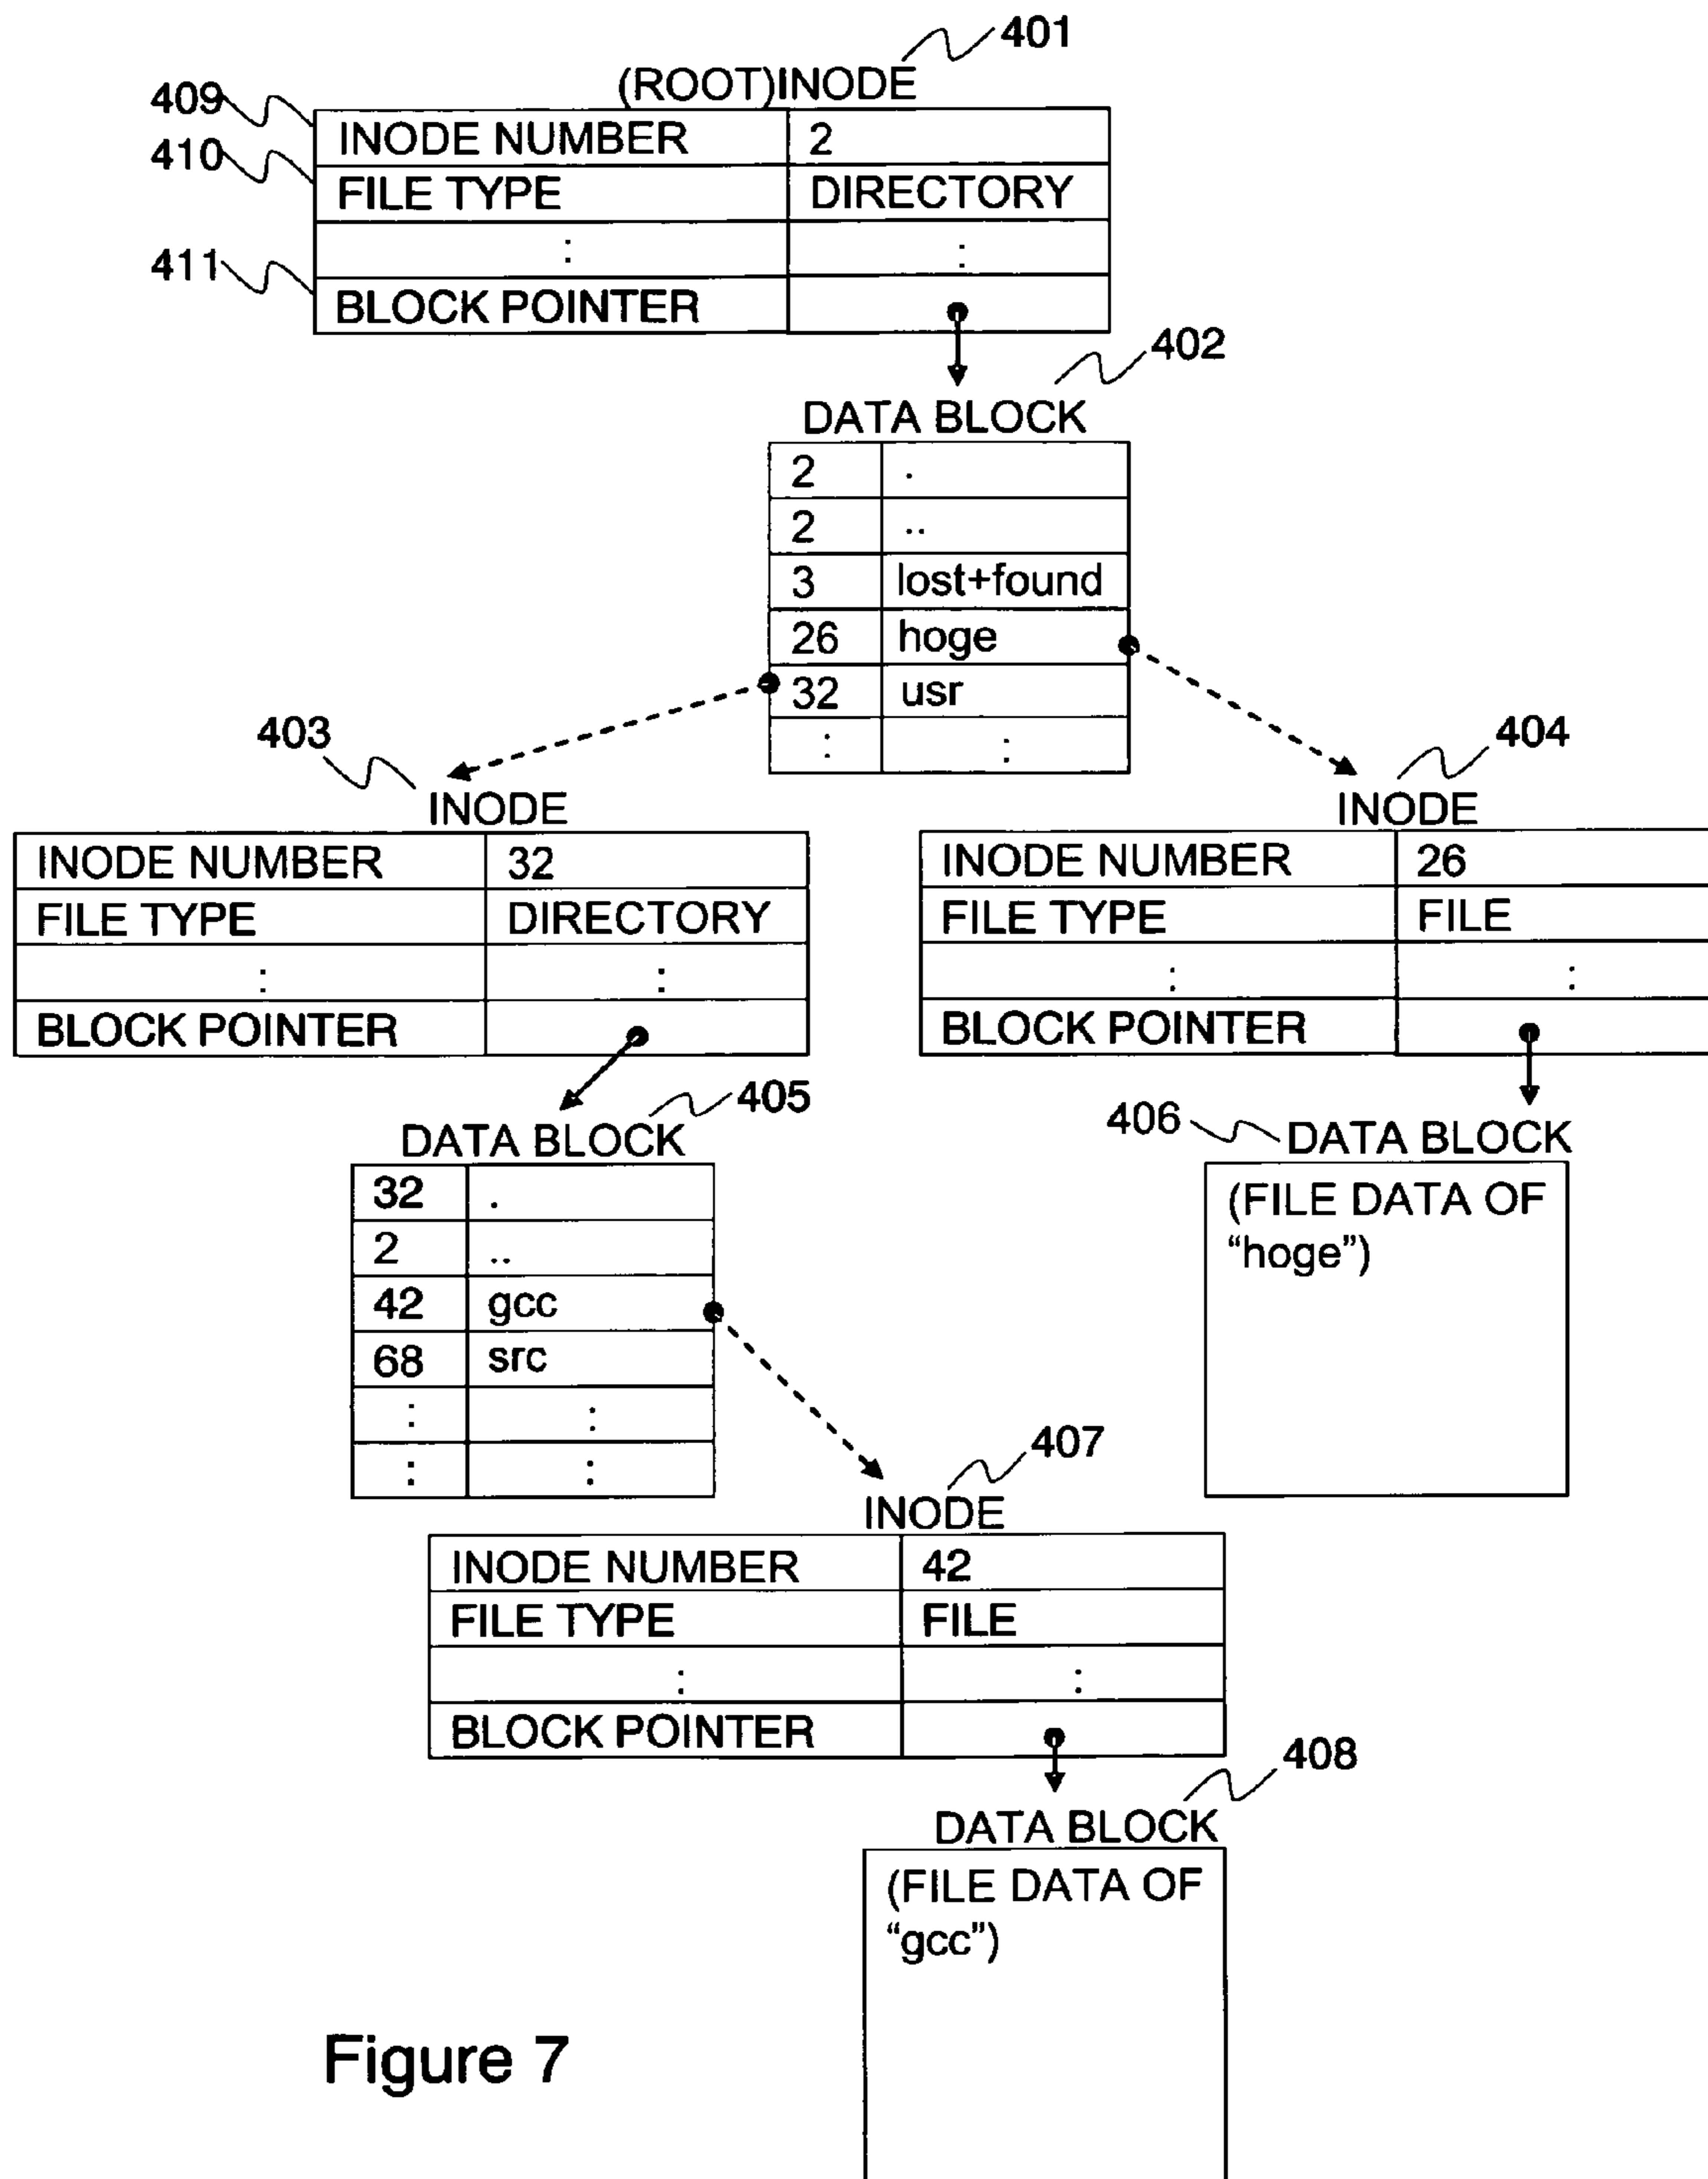 401
(ROOT)INODE
409
INODE NUMBER 2
410
FILE TYPE DIRECTORY
: :
411
BLOCK POINTER
402
DATA BLOCK
2 .
2 ..
3 lost+found
26 hoge
32 usr
: :
403
INODE
INODE NUMBER 32
FILE TYPE DIRECTORY
: :
BLOCK POINTER
404
INODE
INODE NUMBER 26
FILE TYPE FILE
: :
BLOCK POINTER
405
DATA BLOCK
32 .
2 ..
42 gcc
68 src
: :
: :
406
DATA BLOCK
(FILE DATA OF
“hoge”)
407
INODE
INODE NUMBER 42
FILE TYPE FILE
: :
BLOCK POINTER
408
DATA BLOCK
(FILE DATA OF
“gcc”)
Figure 7